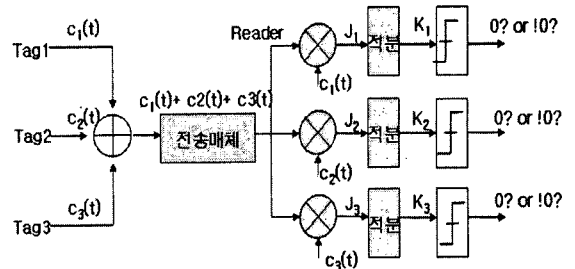 Tag1
c₁(t)
Tag2
c₂(t)
Tag3
c₃(t)
c₁(t)+ c2(t)+ c3(t)
전송매체
Reader
J₁
적분
K₁
0? or !0?
c₁(t)
J₂
적분
K₂
0? or !0?
c₂(t)
J₃
적분
K₃
0? or !0?
c₃(t)